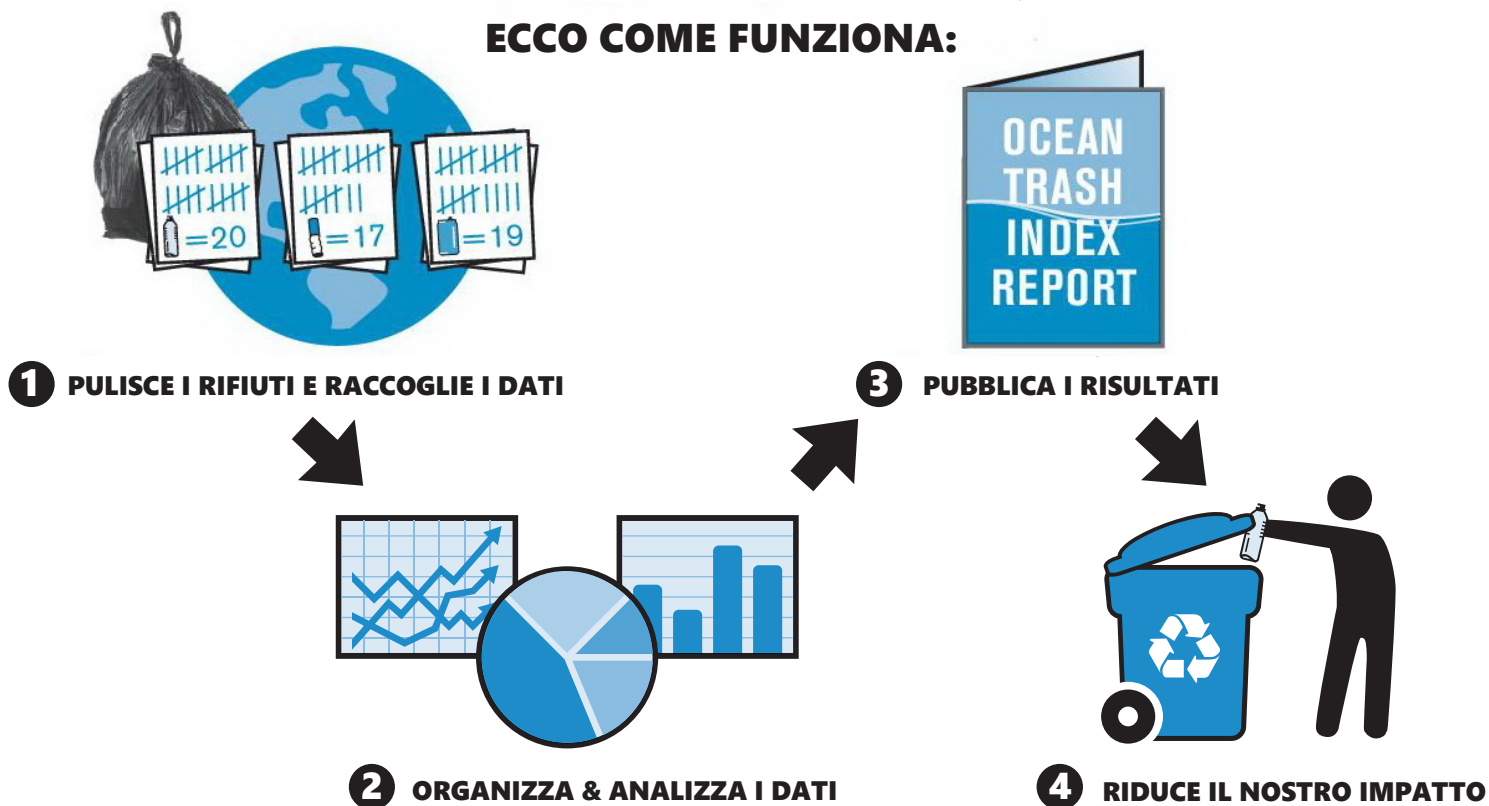 ECCO COME FUNZIONA:
=20
=17
=19
1 PULISCE I RIFIUTI E RACCOGLIE I DATI
2 ORGANIZZA & ANALIZZA I DATI
OCEAN
TRASH
INDEX
REPORT
3 PUBBLICA I RISULTATI
4 RIDUCE IL NOSTRO IMPATTO